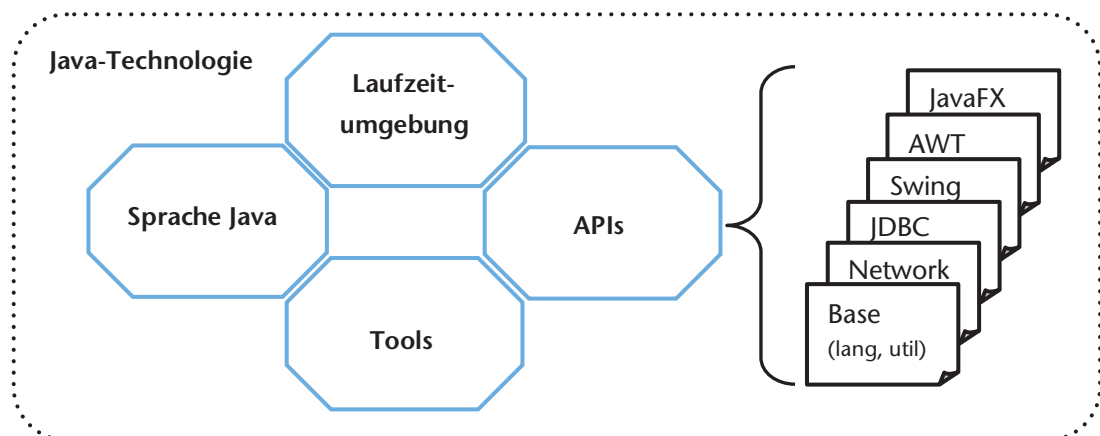 Java-Technologie
Laufzeit-
umgebung
Sprache Java
APIs
Tools
JavaFX
AWT
Swing
JDBC
Network
Base
(lang, util)